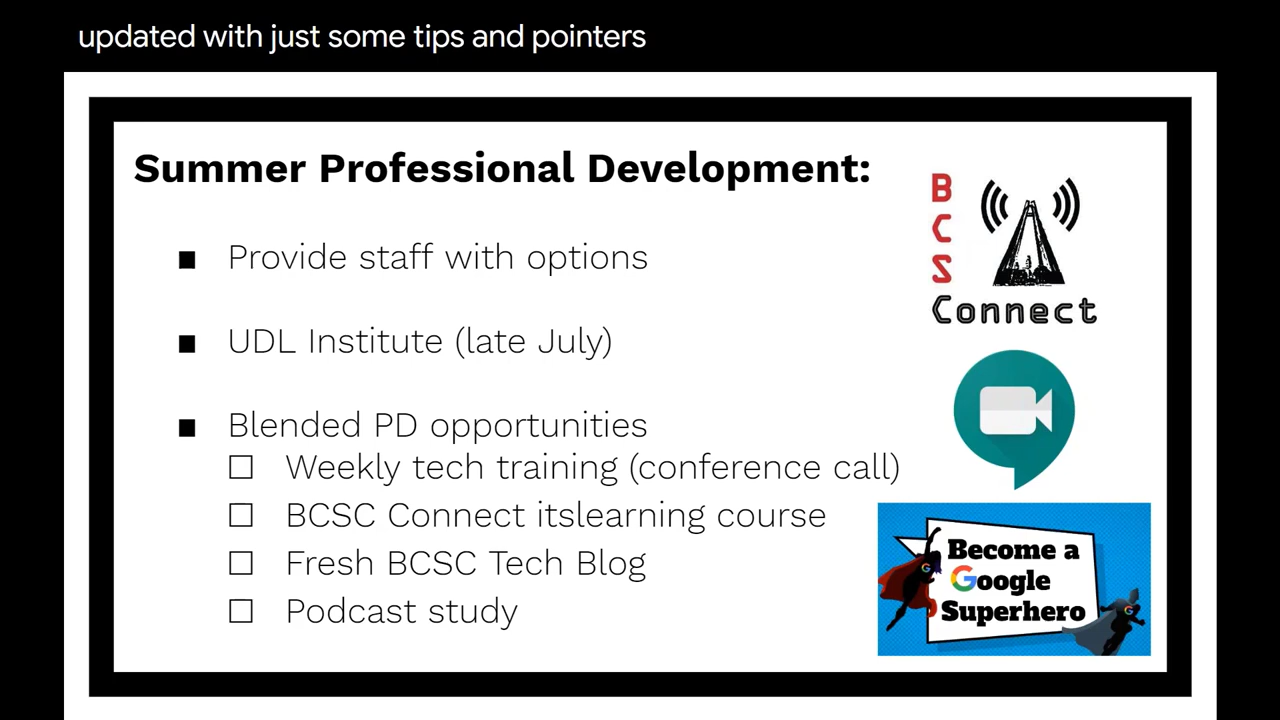 updated with just some tips and pointers
Summer Professional Development:
Provide staff with options
UDL Institute (late July)
Blended PD opportunities
Weekly tech training (conference call)
BCSC Connect itslearning course
Fresh BCSC Tech Blog
Podcast study
B
C
S
Connect
Become a
Google
Superhero